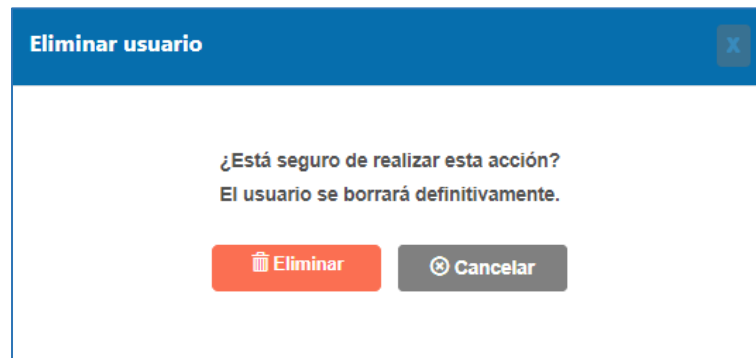 Eliminar usuario
X
¿Está seguro de realizar esta acción?
El usuario se borrará definitivamente.
Eliminar
Cancelar